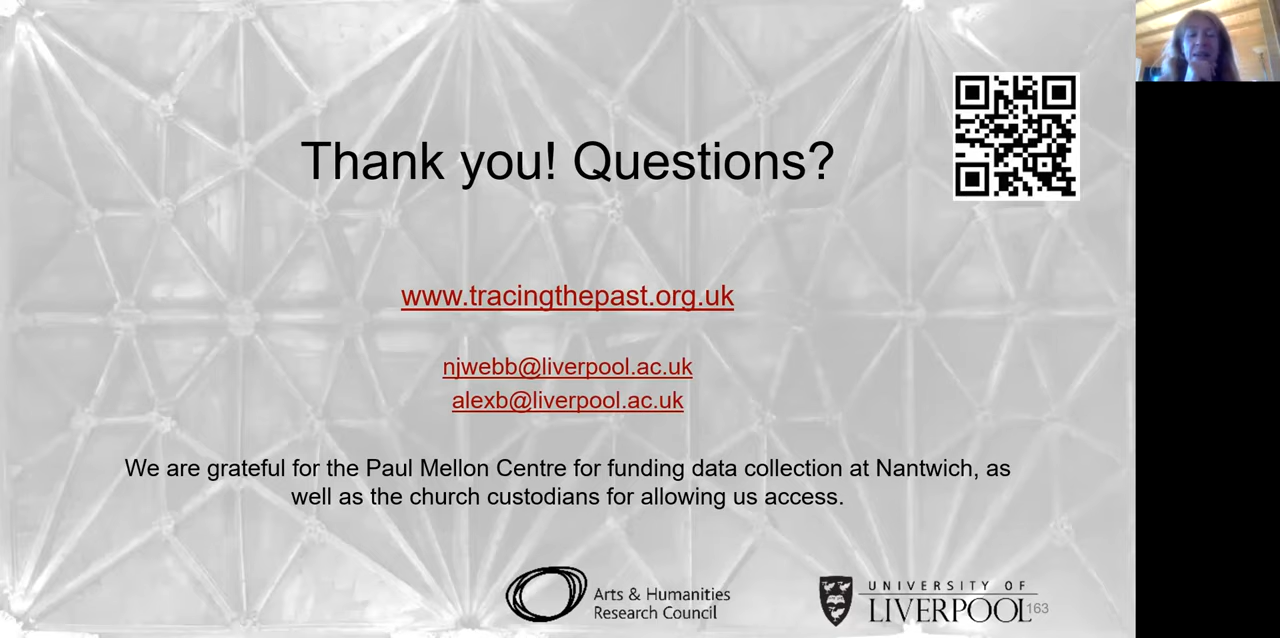 Thank you! Questions?
www.tracingthepast.org.uk
njwebb@liverpool.ac.uk
alexb@liverpool.ac.uk
We are grateful for the Paul Mellon Centre for funding data collection at Nantwich, as
well as the church custodians for allowing us access.
Arts & Humanities
Research Council
UNIVERSITY OF
LIVERPOOL
163